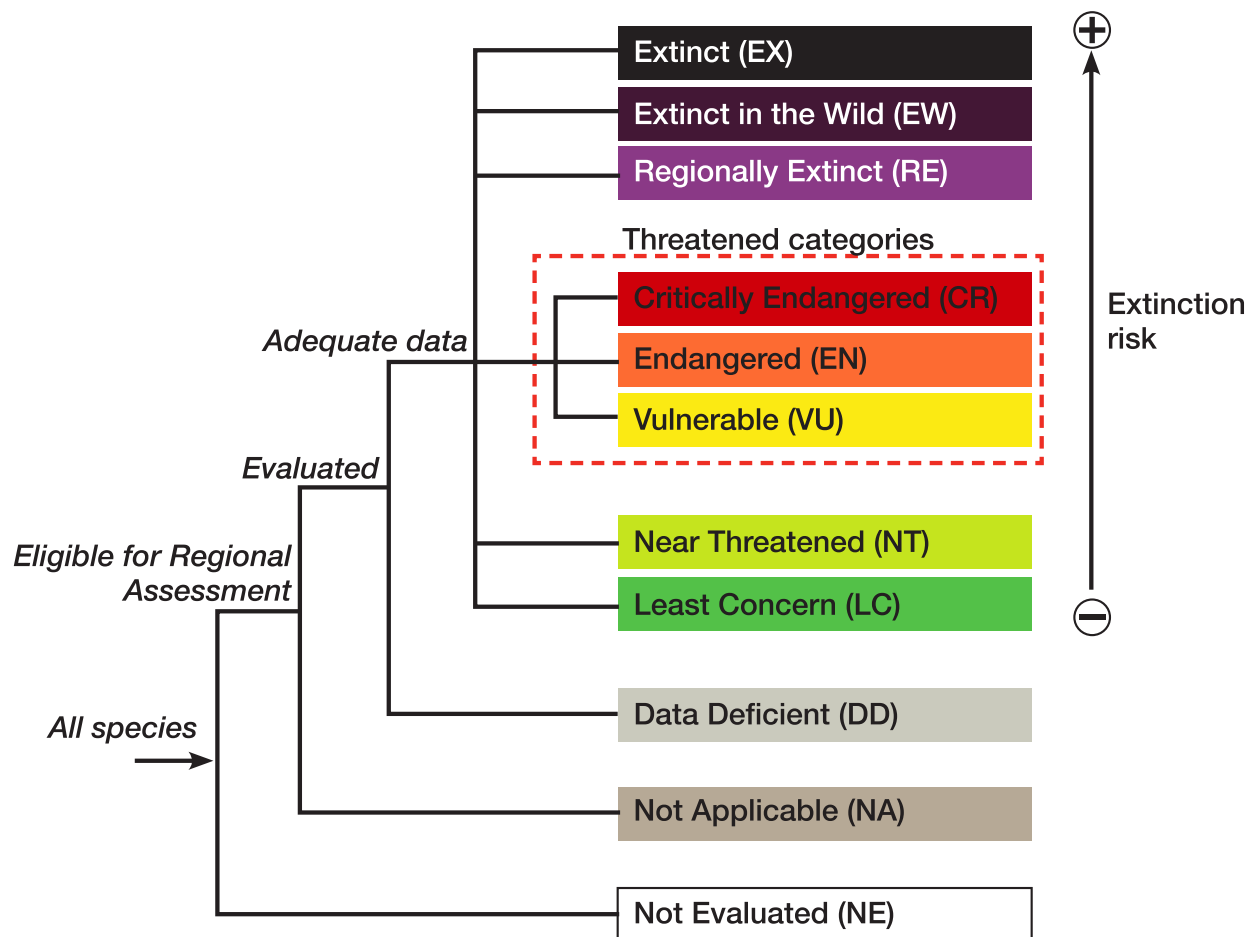 Extinct (EX)
Extinct in the Wild (EW)
Regionally Extinct (RE)
Threatened categories
Critically Endangered (CR)
Adequate data
Endangered (EN)
Vulnerable (VU)
Extinction
risk
Evaluated
Eligible for Regional
Assessment
Near Threatened (NT)
Least Concern (LC)
All species
Data Deficient (DD)
Not Applicable (NA)
Not Evaluated (NE)